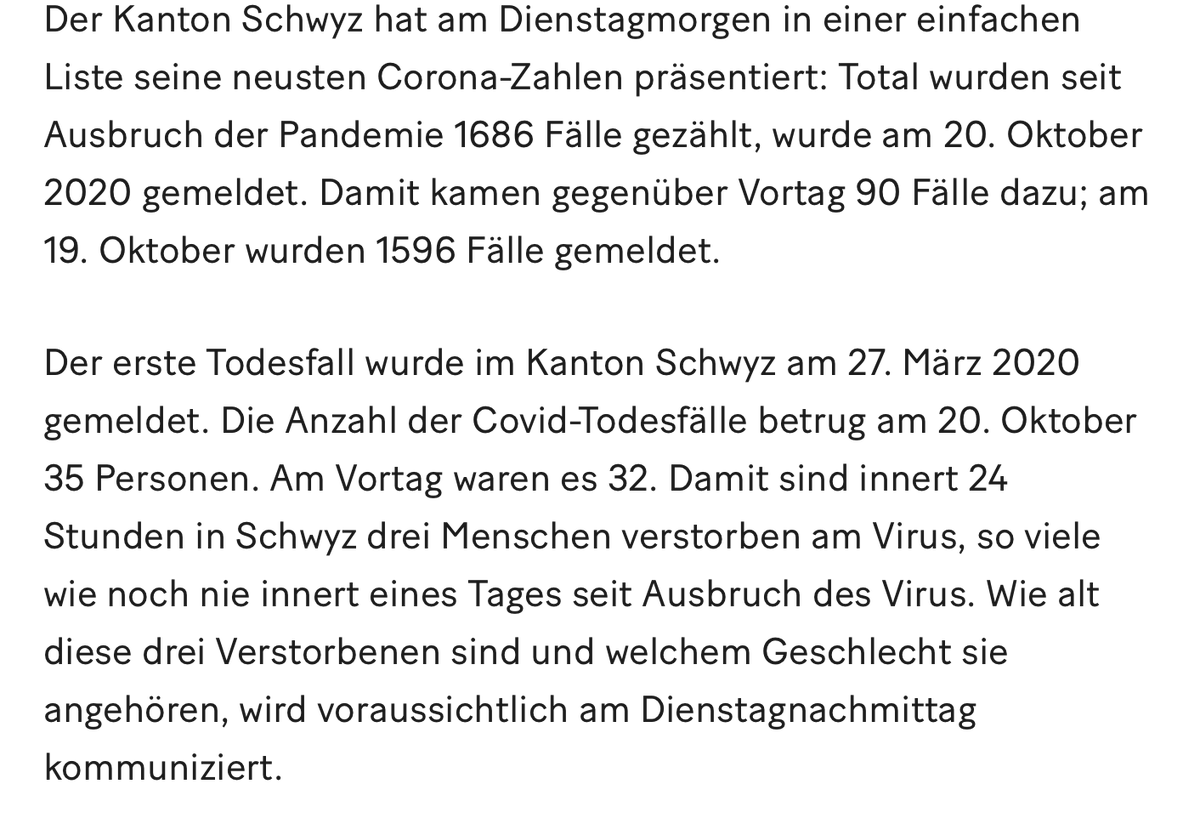 Der Kanton Schwyz hat am Dienstagmorgen in einer einfachen
Liste seine neusten Corona-Zahlen präsentiert: Total wurden seit
Ausbruch der Pandemie 1686 Fälle gezählt, wurde am 20. Oktober
2020 gemeldet. Damit kamen gegenüber Vortag 90 Fälle dazu; am
19. Oktober wurden 1596 Fälle gemeldet.
Der erste Todesfall wurde im Kanton Schwyz am 27. März 2020
gemeldet. Die Anzahl der Covid-Todesfälle betrug am 20. Oktober
35 Personen. Am Vortag waren es 32. Damit sind innert 24
Stunden in Schwyz drei Menschen verstorben am Virus, so viele
wie noch nie innert eines Tages seit Ausbruch des Virus. Wie alt
diese drei Verstorbenen sind und welchem Geschlecht sie
angehören, wird voraussichtlich am Dienstagnachmittag
kommuniziert.